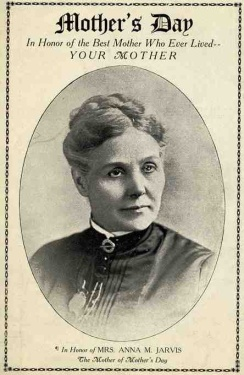 Mother's Day
In Honor of the Best Mother Who Ever Lived--
YOUR MOTHER
¶ In Honor of MRS. ANNA M. JARVIS
The Mother of Mother's Day